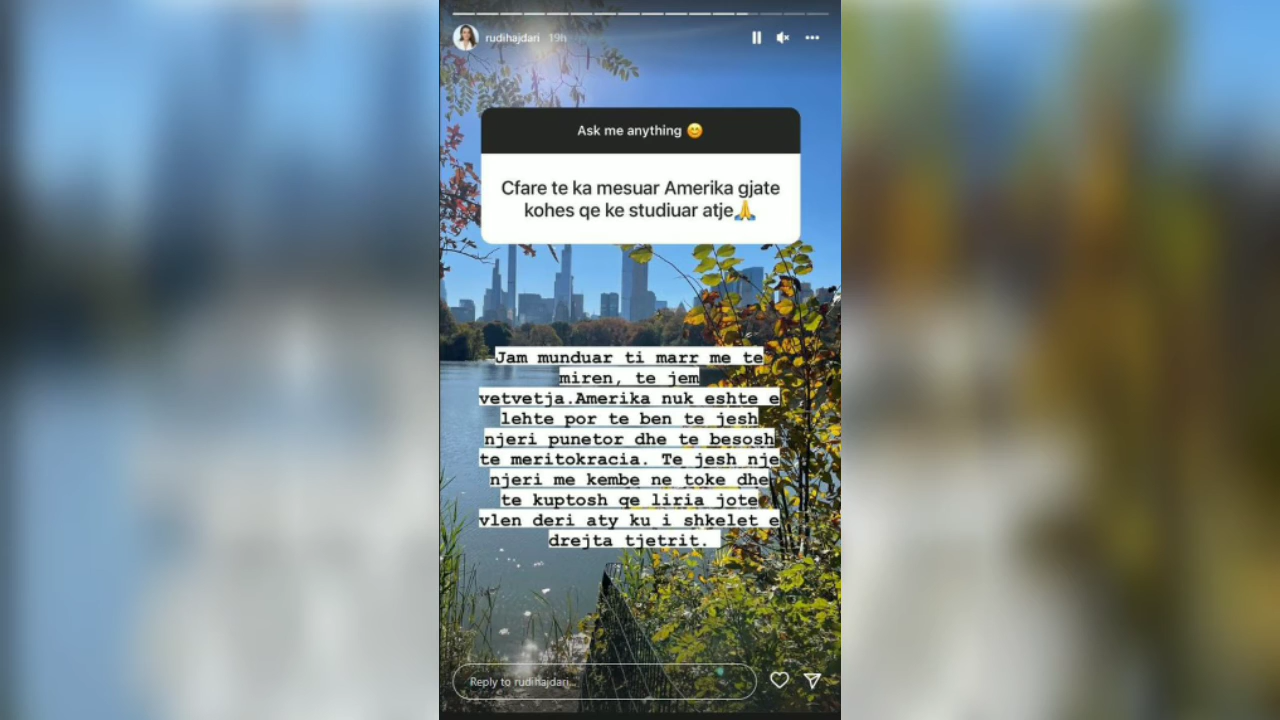 rudihajdari 19h
Ask me anything 😊
Cfare te ka mesuar Amerika gjate
kohes qe ke studiuar atje🙏
Jam munduar ti marr me te
miren, te jem
vetvetja.Amerika nuk eshte e
lehte por te ben te jesh
njeri punetor dhe te besosh
te meritokracia. Te jesh nje
njeri me kembe ne toke dhe
te kuptosh qe liria jote
vlen deri aty ku i shkelet e
drejta tjetrit.
Reply to rudihajdari...